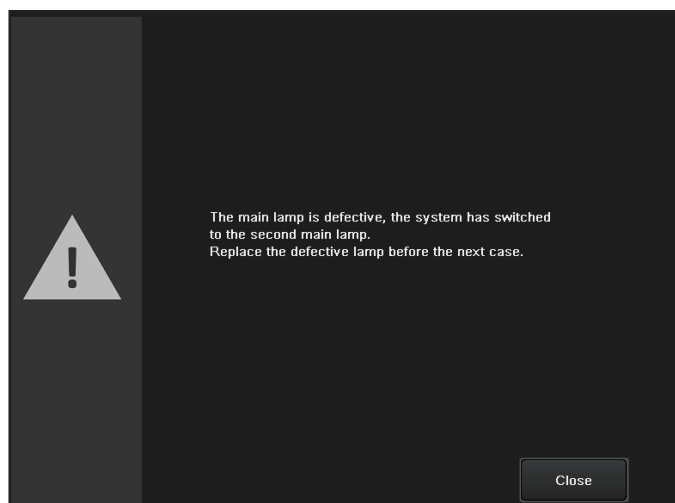 The main lamp is defective, the system has switched
to the second main lamp.
Replace the defective lamp before the next case.
Close